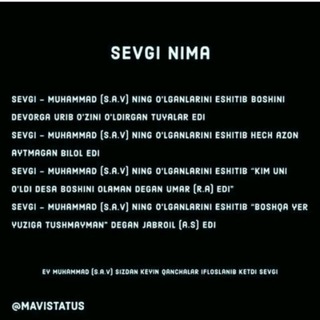 SEVGI NIMA
SEVGI – MUHAMMAD (S.A.V) NING O'LGANLARINI ESHITIB BOSHINI
DEVORGA URIB O'ZINI O'LDIRGAN TUYALAR EDI
SEVGI – MUHAMMAD (S.A.V) NING O'LGANLARINI ESHITIB HECH AZON
AYTMAGAN BILOL EDI
SEVGI – MUHAMMAD (S.A.V) NING O'LGANLARINI ESHITIB "KIM UNI
O'LDI DESA BOSHINI OLAMAN DEGAN UMAR (R.A) EDI"
SEVGI – MUHAMMAD (S.A.V) NING O'LGANLARINI ESHITIB "BOSHQA YER
YUZIGA TUSHMAYMAN" DEGAN JABROIL (A.S) EDI
EY MUHAMMAD (S.A.V) SIZDAN KEYIN QANCHALAR IFLOSLANIB KETDI SEVGI
@MAVISTATUS